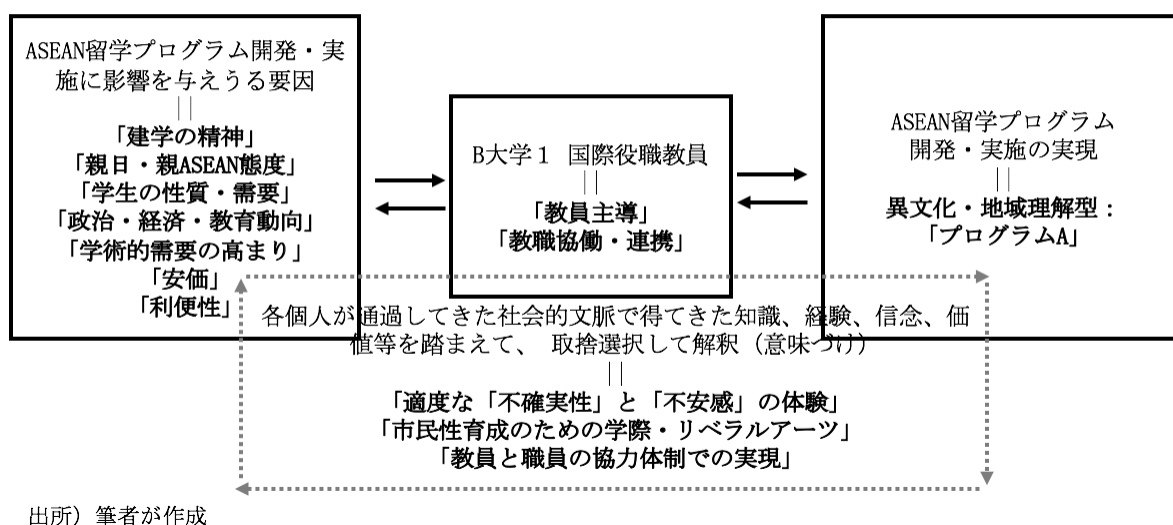 ASEAN留学プログラム開発・実
施に影響を与えうる要因
||
「建学の精神」
「親日・親ASEAN態度」
「学生の性質・需要」
「政治・経済・教育動向」
「学術的需要の高まり」
「安価」
「利便性」
B大学１ 国際役職教員
||
「教員主導」
「教職協働・連携」
ASEAN留学プログラム
開発・実施の実現
||
異文化・地域理解型：
「プログラムA」
各個人が通過してきた社会的文脈で得てきた知識、経験、信念、価
値等を踏まえて、 取捨選択して解釈（意味づけ）
||
「適度な「不確実性」と「不安感」の体験」
「市民性育成のための学際・リベラルアーツ」
「教員と職員の協力体制での実現」
出所）筆者が作成